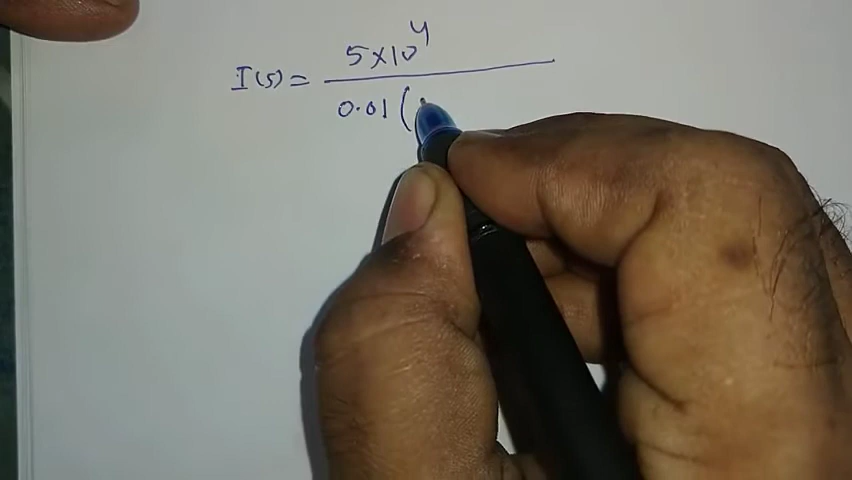 I(s) = 5×10^4
0.01 (